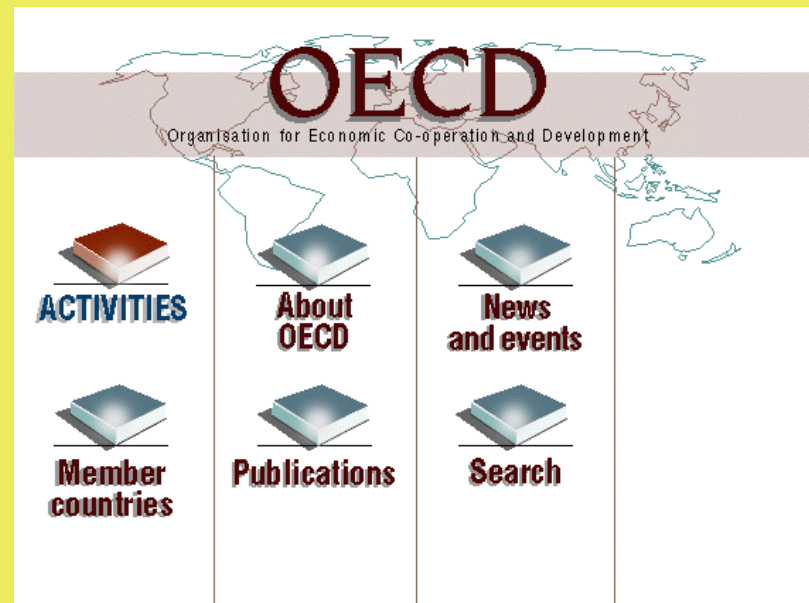 OECD
Organisation for Economic Co-operation and Development
ACTIVITIES
About
OECD
News
and events
Member
countries
Publications
Search